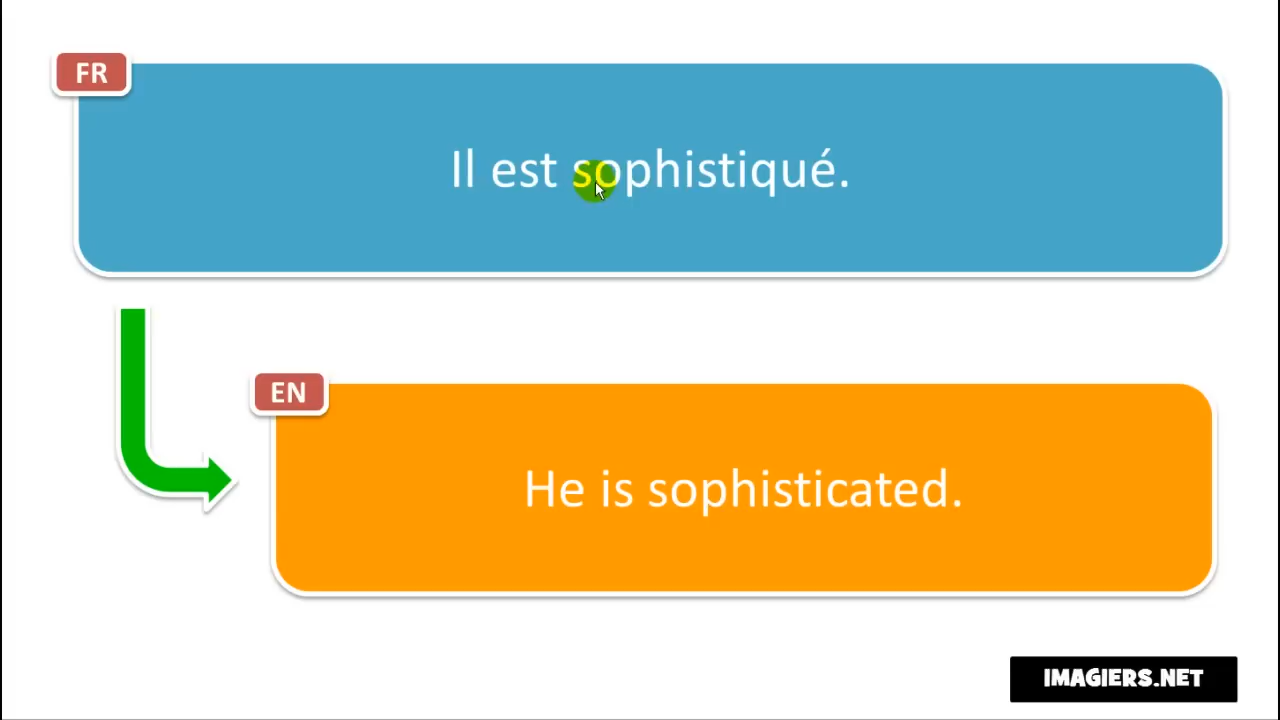 FR
Il est sophistiqué.
EN
He is sophisticated.
IMAGIERS.NET